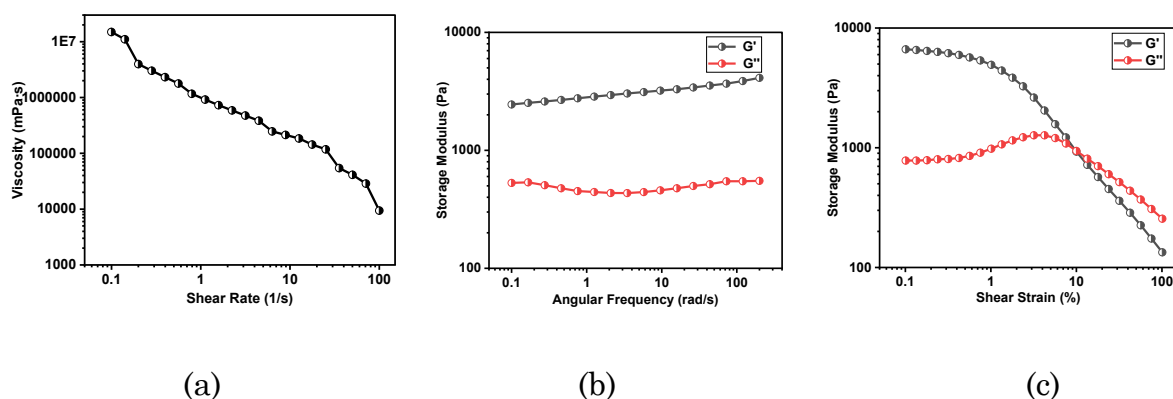 Viscosity (mPa·s)
1E7
1000000
100000
10000
1000
0.1 1 10 100
Shear Rate (1/s)
Storage Modulus (Pa)
10000
1000
100
0.1 1 10 100
Angular Frequency (rad/s)
G'
G''
Storage Modulus (Pa)
10000
1000
100
0.1 1 10 100
Shear Strain (%)
G'
G''
(a) (b) (c)